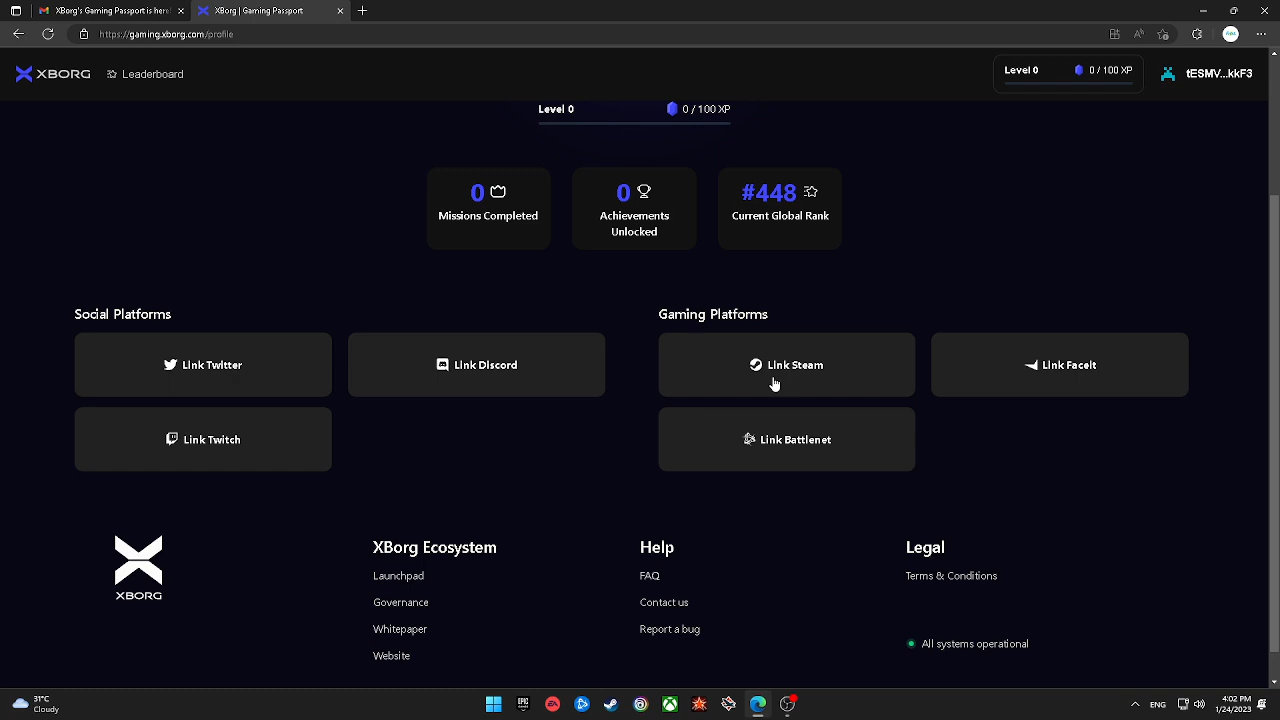 XBorg's Gaming Passport is here!
XBorg | Gaming Passport
https://gaming.xborg.com/profile
XBORG
Leaderboard
Level 0 0 / 100 XP
tESMV...kkF3
Level 0 0 / 100 XP
0
Missions Completed
0
Achievements
Unlocked
#448
Current Global Rank
Social Platforms
Gaming Platforms
Link Twitter
Link Discord
Link Steam
Link FaceIt
Link Twitch
Link Battlenet
XBORG
XBorg Ecosystem
Launchpad
Governance
Whitepaper
Website
Help
FAQ
Contact us
Report a bug
Legal
Terms & Conditions
All systems operational
31°C
Cloudy
ENG
4:02 PM
1/24/2023